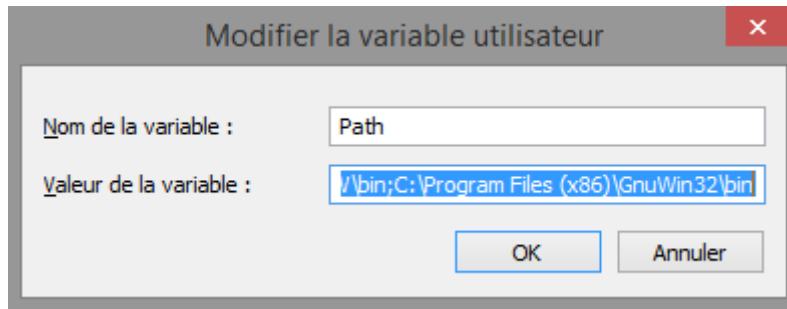 Modifier la variable utilisateur
Nom de la variable : Path
Valeur de la variable : \bin;C:\Program Files (x86)\GnuWin32\bin
OK Annuler